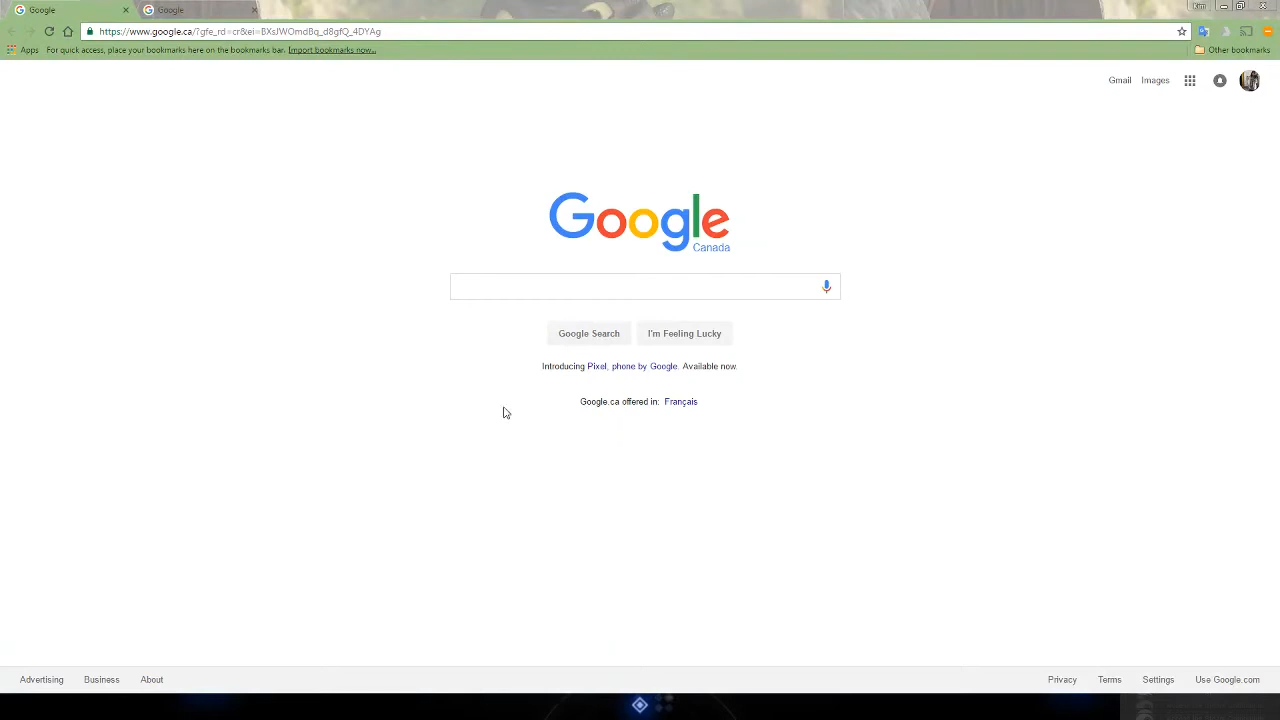 Google
Google
https://www.google.ca/?gfe_rd=cr&ei=BXsJWOmdBq_d8gfQ_4DYAg
Apps
For quick access, place your bookmarks here on the bookmarks bar. Import bookmarks now...
Other bookmarks
Gmail Images
Google
Canada
Google Search
I'm Feeling Lucky
Introducing Pixel, phone by Google. Available now.
Google.ca offered in: Français
Advertising Business About
Privacy Terms Settings Use Google.com